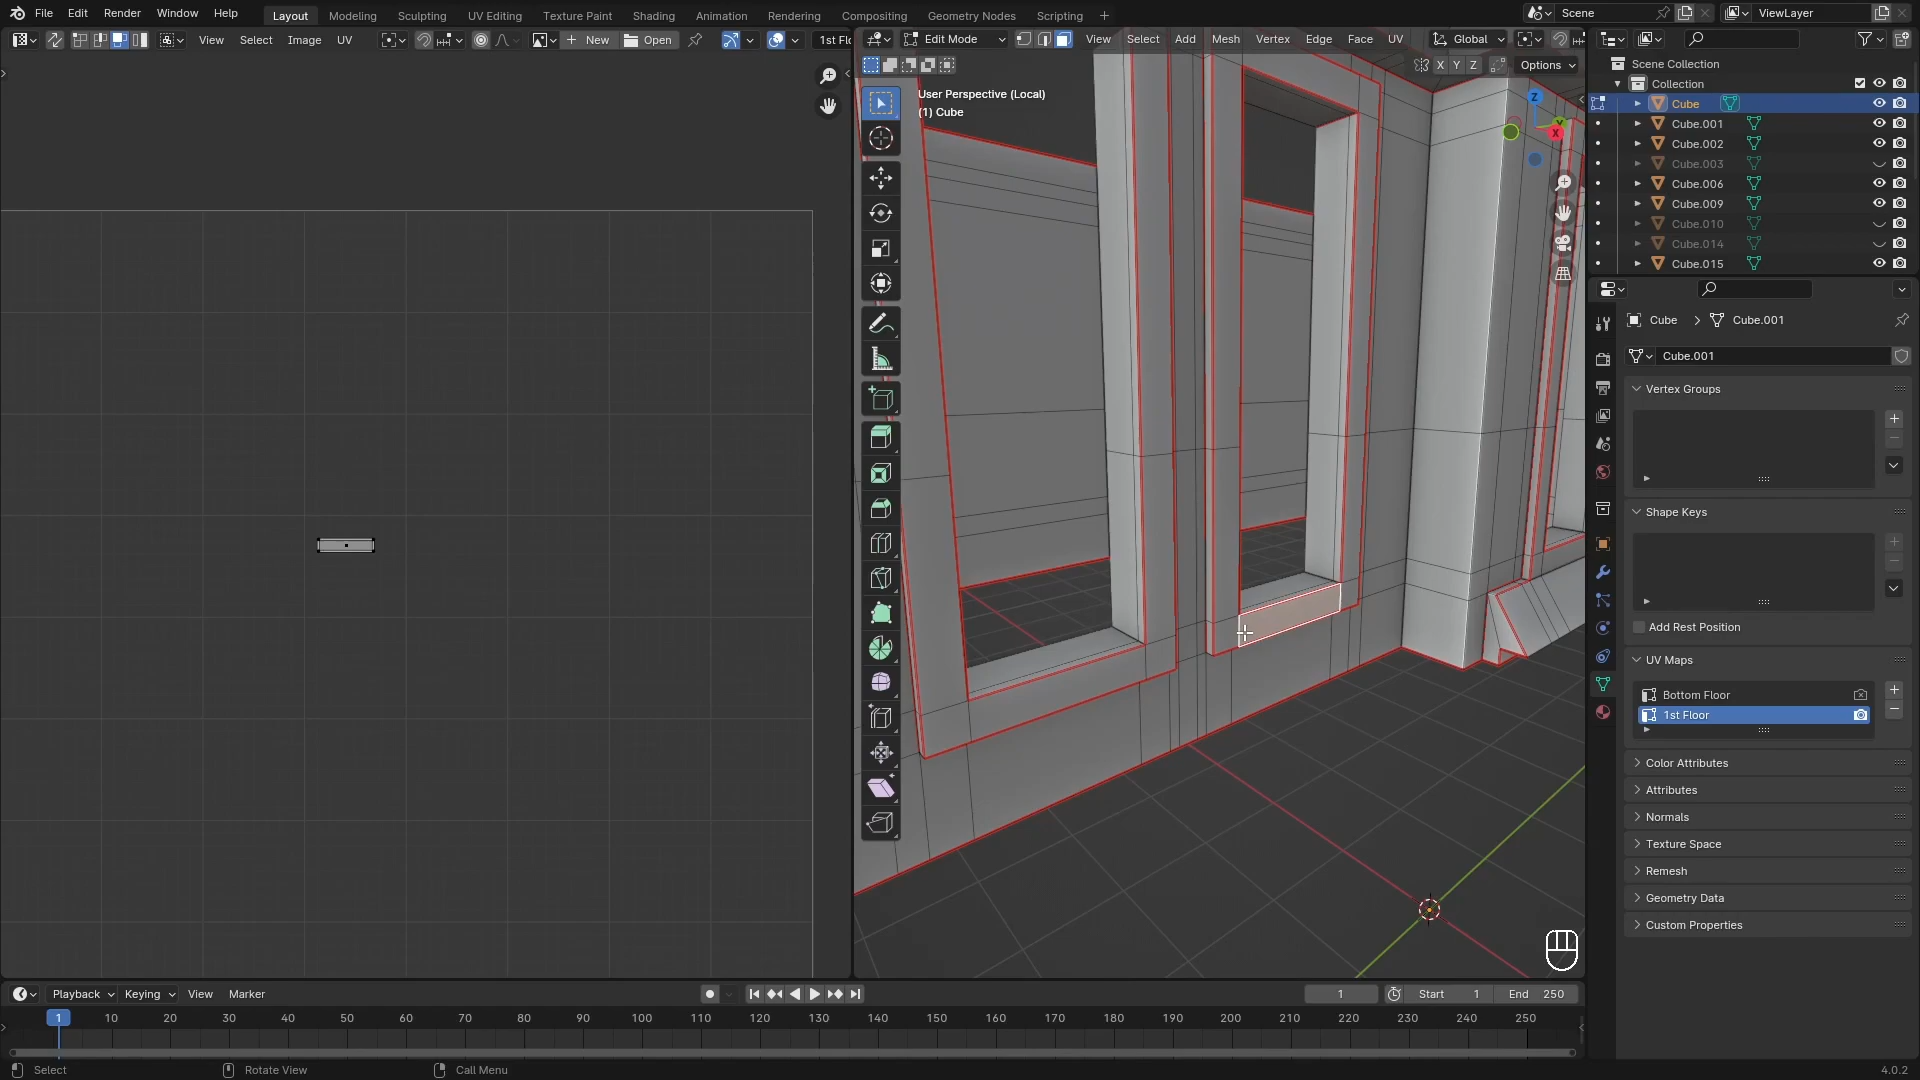 File Edit Render Window Help Layout Modeling Sculpting UV Editing Texture Paint Shading Animation Rendering Compositing Geometry Nodes Scripting + Scene ViewLayer
View Select Image UV New Open 1st Flo Edit Mode View Select Add Mesh Vertex Edge Face UV Global
X Y Z Options
User Perspective (Local)
(1) Cube
Z
Y
X
Scene Collection
Collection
Cube
Cube.001
Cube.002
Cube.003
Cube.006
Cube.009
Cube.010
Cube.014
Cube.015
Cube Cube.001
Cube.001
Vertex Groups
Shape Keys
Add Rest Position
UV Maps
Bottom Floor
1st Floor
Color Attributes
Attributes
Normals
Texture Space
Remesh
Geometry Data
Custom Properties
Playback Keying View Marker 1 Start 1 End 250
1 10 20 30 40 50 60 70 80 90 100 110 120 130 140 150 160 170 180 190 200 210 220 230 240 250
Select Rotate View Call Menu 4.0.2